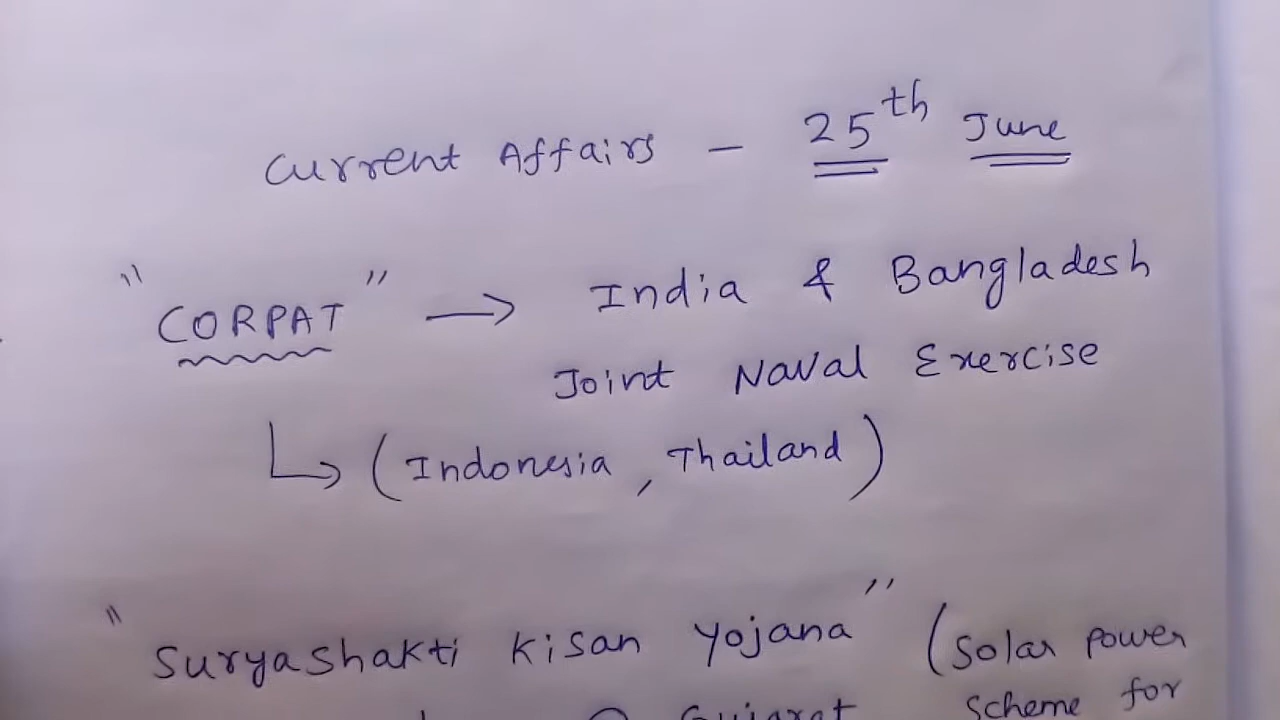 Current Affairs - 25th June
"CORPAT" → India & Bangladesh
Joint Naval Exercise
↳ (Indonesia, Thailand)
"Suryashakti Kisan Yojana" (Solar power
Gujarat scheme for